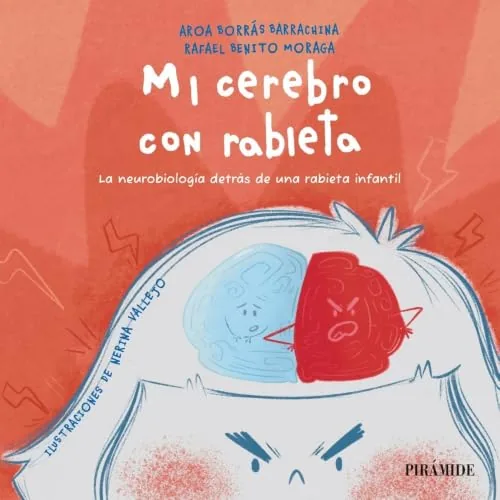 AROA BORRÁS BARRACHINA
RAFAEL BENITO MORAGA
Mi cerebro
con rabieta
La neurobiología detrás de una rabieta infantil
ILUSTRACIONES DE NERINA VALLEJO
PIRÁMIDE